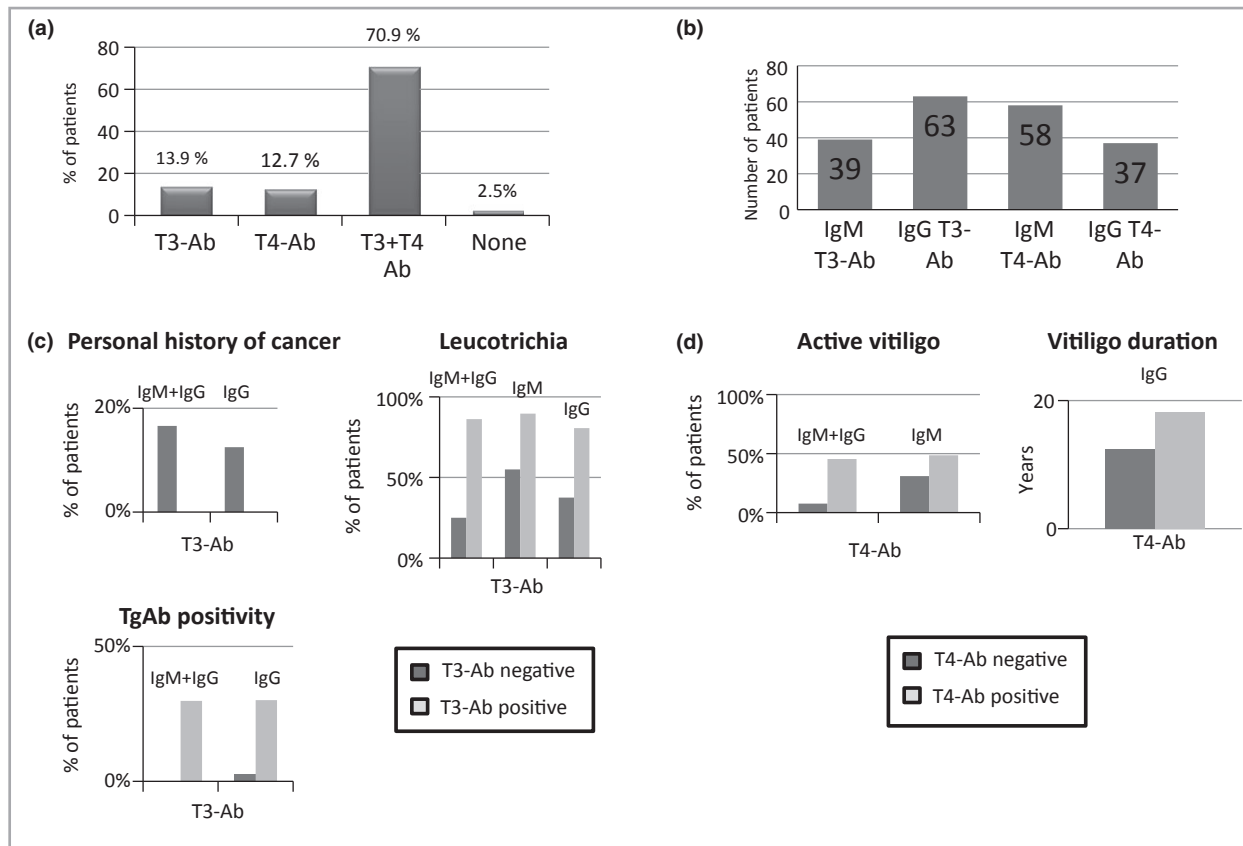 (a)
70.9 %
80
60
40
20
0
% of patients
13.9 %
12.7 %
2.5%
T3-Ab
T4-Ab
T3+T4
Ab
None
(b)
80
60
40
20
0
Number of patients
39
63
58
37
IgM
T3-Ab
IgG T3-
Ab
IgM
T4-Ab
IgG T4-
Ab
(c)
Personal history of cancer
IgM+IgG
IgG
20%
0%
% of patients
T3-Ab
Leucotrichia
IgM+IgG
IgM
IgG
100%
50%
0%
% of patients
T3-Ab
(d)
Active vitiligo
100%
50%
0%
% of patients
IgM+IgG
IgM
T4-Ab
Vitiligo duration
IgG
20
0
Years
T4-Ab
TgAb positivity
50%
0%
% of patients
IgM+IgG
IgG
T3-Ab
T3-Ab negative
T3-Ab positive
T4-Ab negative
T4-Ab positive